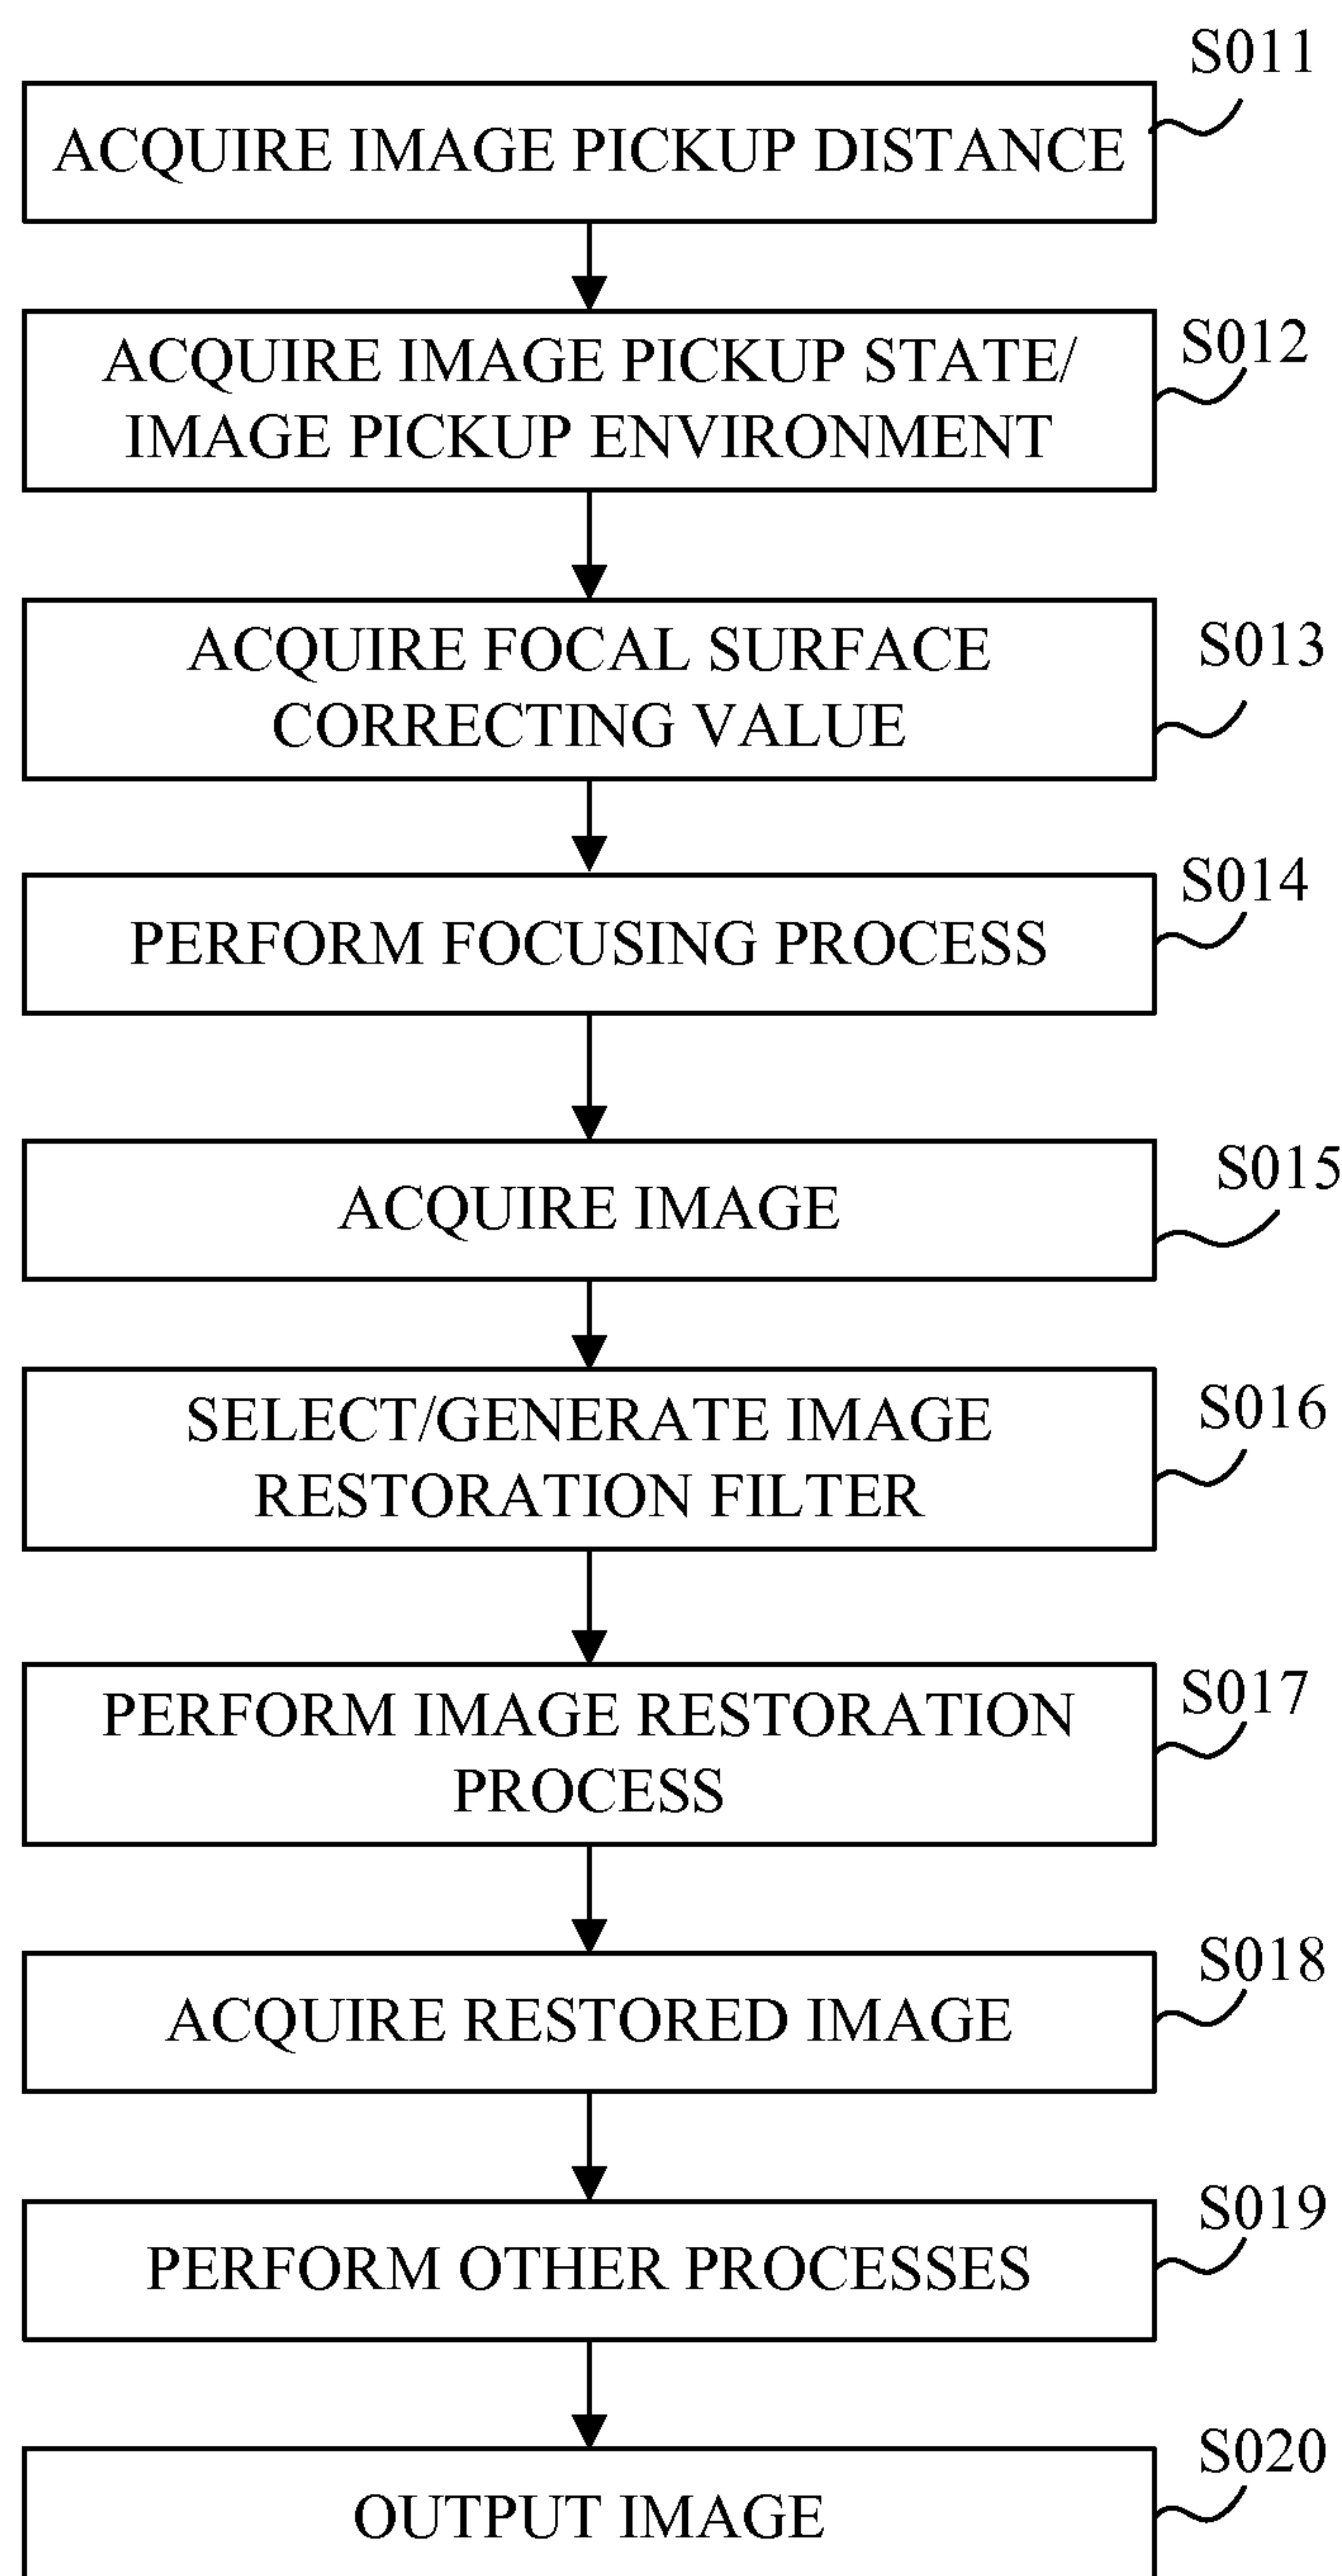 S011
ACQUIRE IMAGE PICKUP DISTANCE
S012
ACQUIRE IMAGE PICKUP STATE/
IMAGE PICKUP ENVIRONMENT
S013
ACQUIRE FOCAL SURFACE
CORRECTING VALUE
S014
PERFORM FOCUSING PROCESS
S015
ACQUIRE IMAGE
S016
SELECT/GENERATE IMAGE
RESTORATION FILTER
S017
PERFORM IMAGE RESTORATION
PROCESS
S018
ACQUIRE RESTORED IMAGE
S019
PERFORM OTHER PROCESSES
S020
OUTPUT IMAGE